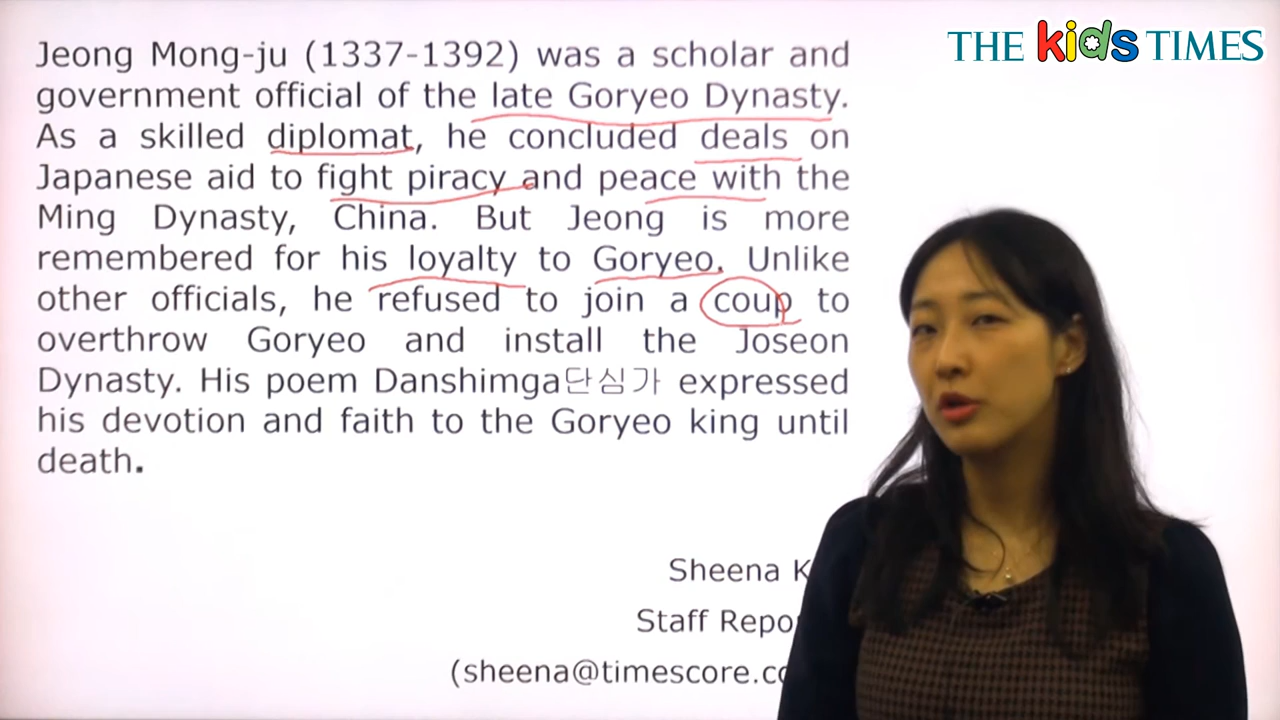 THE kids TIMES
Jeong Mong-ju (1337-1392) was a scholar and
government official of the late Goryeo Dynasty.
As a skilled diplomat, he concluded deals on
Japanese aid to fight piracy and peace with the
Ming Dynasty, China. But Jeong is more
remembered for his loyalty to Goryeo. Unlike
other officials, he refused to join a coup to
overthrow Goryeo and install the Joseon
Dynasty. His poem Danshimga단심가 expressed
his devotion and faith to the Goryeo king until
death.
Sheena
Staff